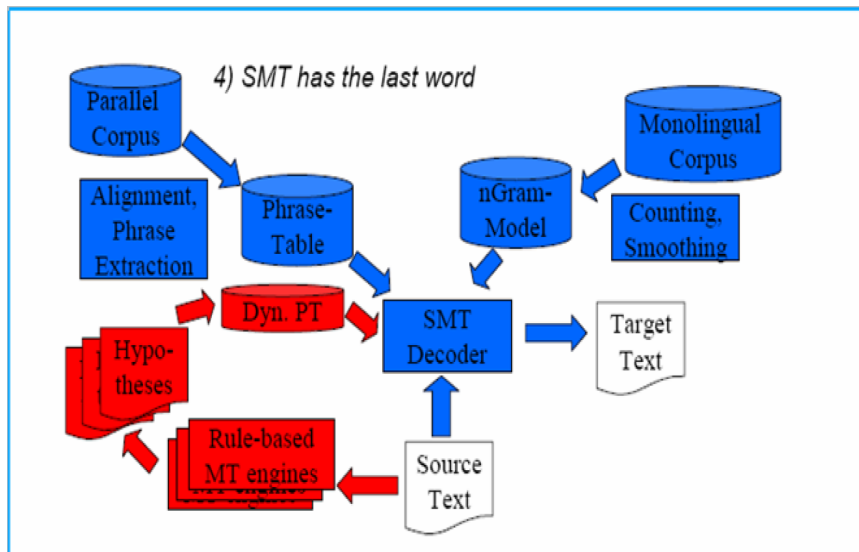 4) SMT has the last word
Parallel
Corpus
Monolingual
Corpus
Alignment,
Phrase
Extraction
Phrase-
Table
nGram-
Model
Counting,
Smoothing
Dyn. PT
SMT
Decoder
Target
Text
Hypo-
theses
Rule-based
MT engines
Source
Text